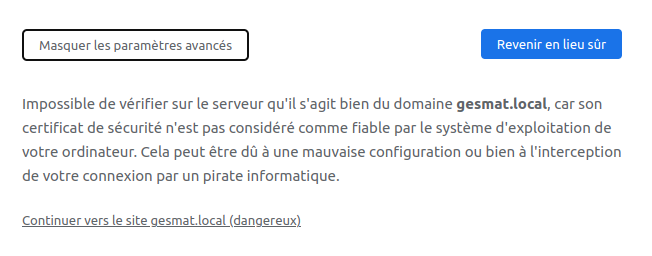 Masquer les paramètres avancés
Revenir en lieu sûr
Impossible de vérifier sur le serveur qu'il s'agit bien du domaine gesmat.local, car son
certificat de sécurité n'est pas considéré comme fiable par le système d'exploitation de
votre ordinateur. Cela peut être dû à une mauvaise configuration ou bien à l'interception
de votre connexion par un pirate informatique.
Continuer vers le site gesmat.local (dangereux)